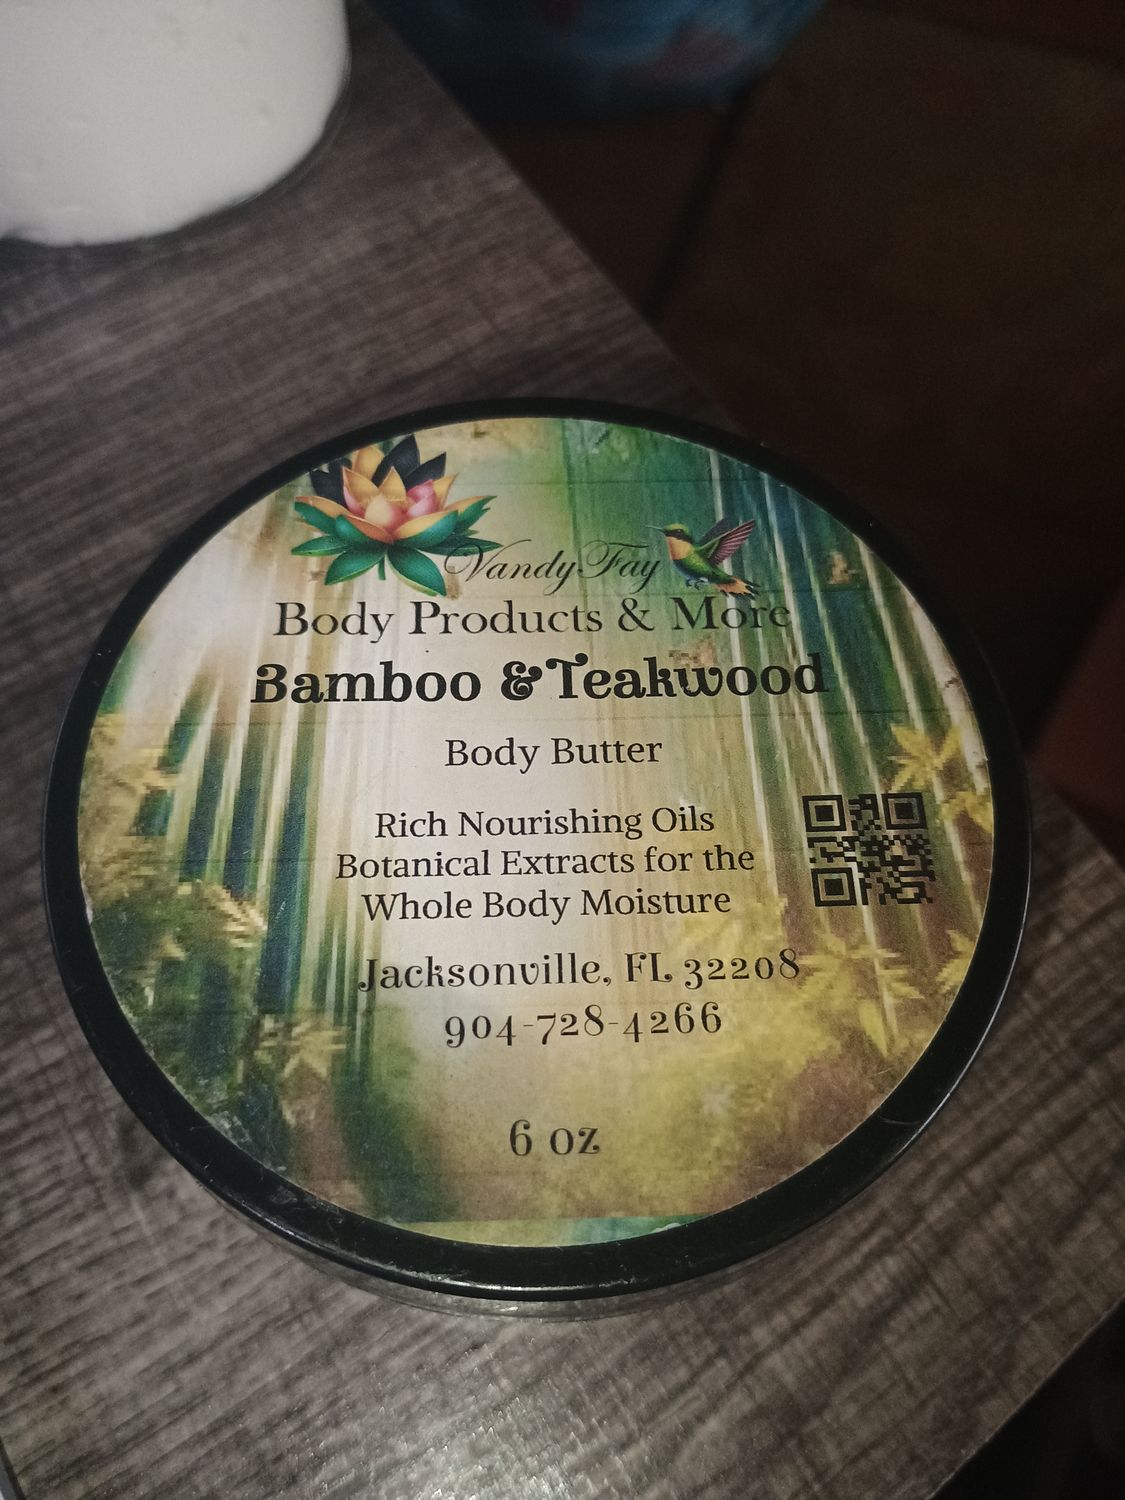 VandyFay
Body Products & More
Bamboo & Teakwood
Body Butter
Rich Nourishing Oils
Botanical Extracts for the
Whole Body Moisture
Jacksonville, FL 32208
904-728-4266
6 oz